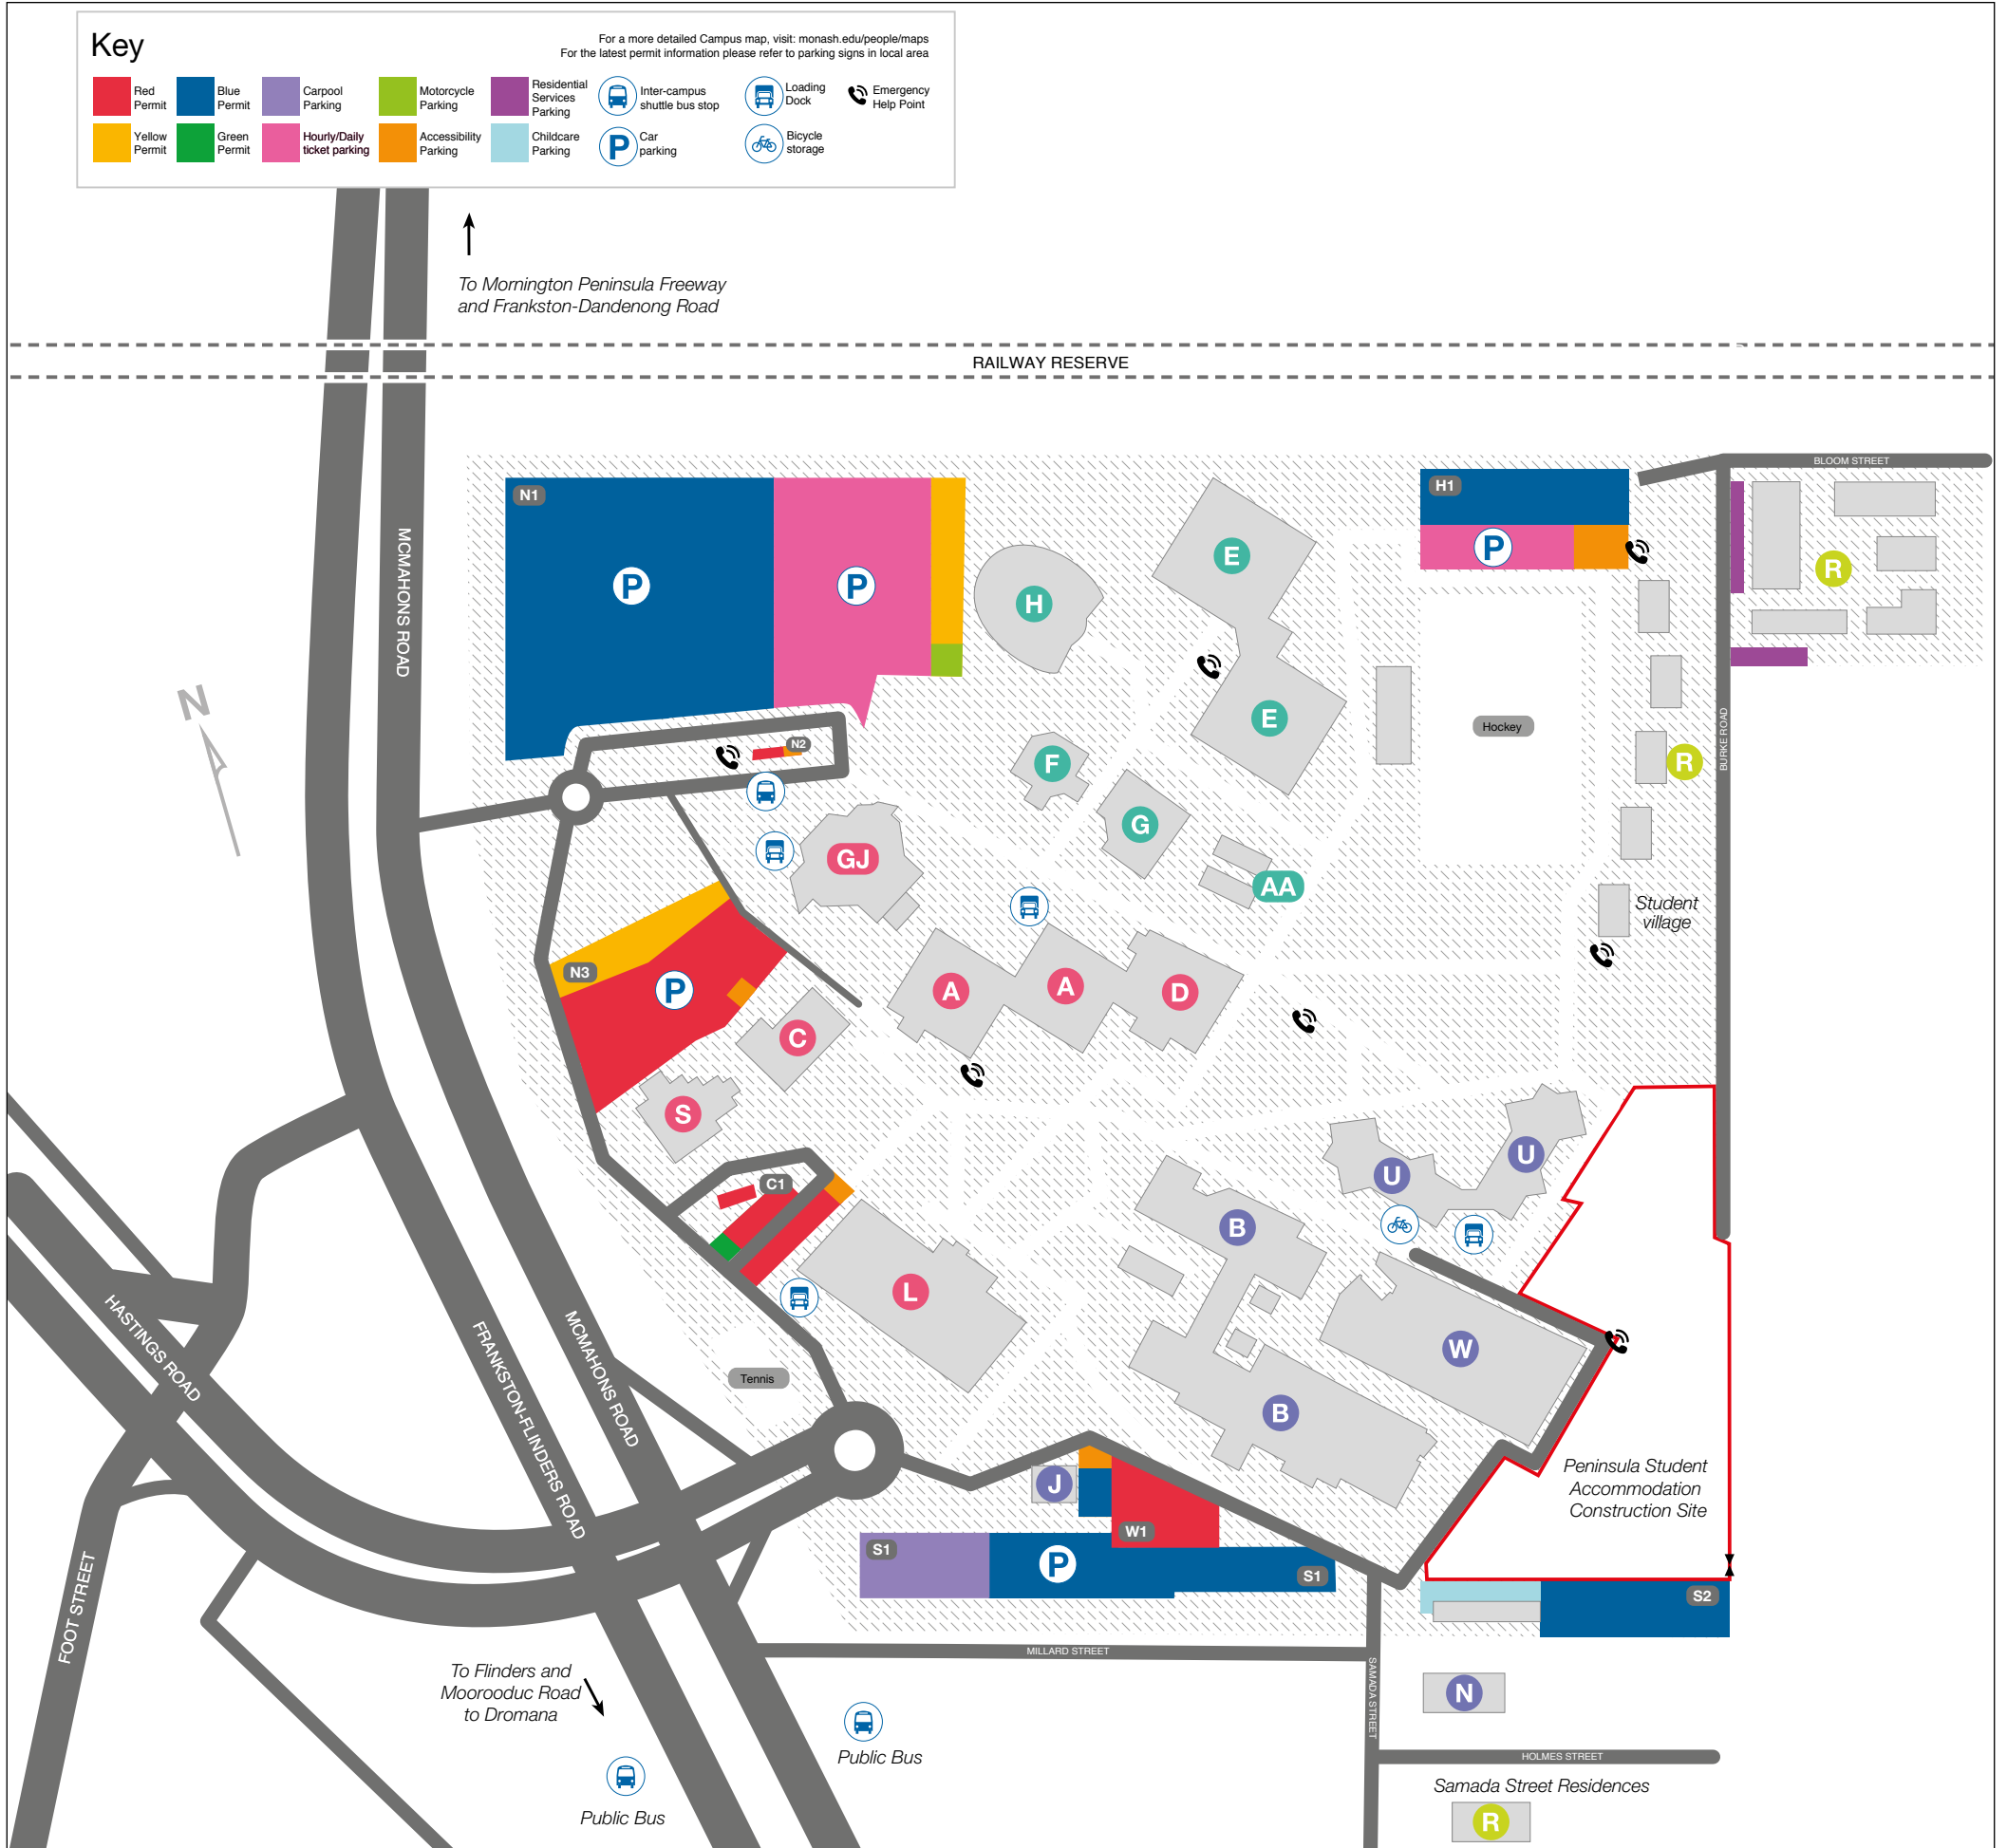 Key
For a more detailed Campus map, visit: monash.edu/people/maps
For the latest permit information please refer to parking signs in local area
Red
Permit
Blue
Permit
Carpool
Parking
Motorcycle
Parking
Residential
Services
Parking
Inter-campus
shuttle bus stop
Loading
Dock
Emergency
Help Point
Yellow
Permit
Green
Permit
Hourly/Daily
ticket parking
Accessibility
Parking
Childcare
Parking
P
Car
parking
Bicycle
storage
To Mornington Peninsula Freeway
and Frankston-Dandenong Road
RAILWAY RESERVE
BLOOM STREET
N1
H1
MCMAHONS ROAD
P
P
P
E
H
R
N
E
F
Hockey
BURKE ROAD
R
N2
G
GJ
AA
Student
village
N3
P
A
A
D
C
S
U
U
C1
B
L
W
HASTINGS ROAD
FRANKSTON-FLINDERS ROAD
MCMAHONS ROAD
Tennis
B
Peninsula Student
Accommodation
Construction Site
J
W1
S1
P
S1
S2
FOOT STREET
MILLARD STREET
SAMADA STREET
To Flinders and
Moorooduc Road
to Dromana
N
Public Bus
HOLMES STREET
Samada Street Residences
Public Bus
R